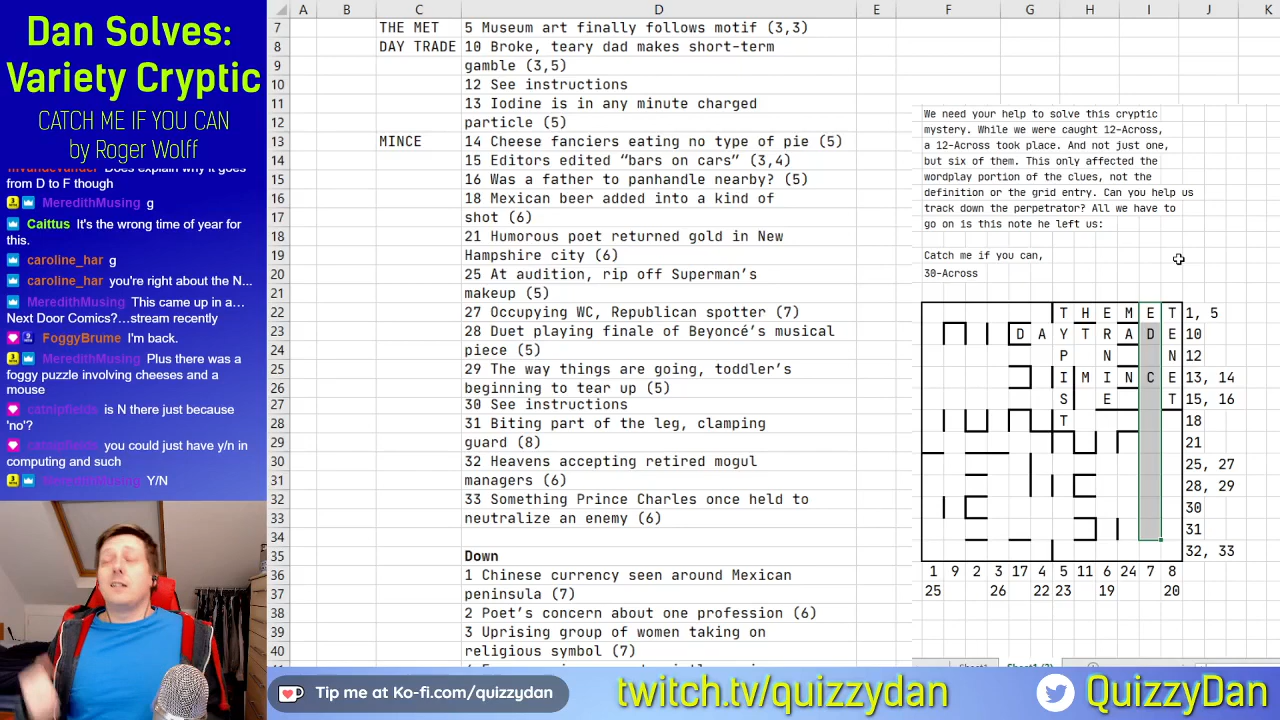 Dan Solves:
Variety Cryptic
CATCH ME IF YOU CAN
by Roger Wolff
from D to F though
MeredithMusing g
Caittus It's the wrong time of year for
this.
caroline_har g
caroline_har you're right about the N...
MeredithMusing This came up in a…
Next Door Comics?…stream recently
FoggyBrume I'm back.
MeredithMusing Plus there was a
foggy puzzle involving cheeses and a
mouse
catnipfields is N there just because
'no'?
catnipfields you could just have y/n in
computing and such
MeredithMusing Y/N
A B C D E F G H I J K
7 THE MET 5 Museum art finally follows motif (3,3)
8 DAY TRADE 10 Broke, teary dad makes short-term
9 gamble (3,5)
10 12 See instructions
11 13 Iodine is in any minute charged
12 particle (5)
13 MINCE 14 Cheese fanciers eating no type of pie (5)
14 15 Editors edited “bars on cars” (3,4)
15 16 Was a father to panhandle nearby? (5)
16 18 Mexican beer added into a kind of
17 shot (6)
18 21 Humorous poet returned gold in New
19 Hampshire city (6)
20 25 At audition, rip off Superman’s
21 makeup (5)
22 27 Occupying WC, Republican spotter (7)
23 28 Duet playing finale of Beyoncé’s musical
24 piece (5)
25 29 The way things are going, toddler’s
26 beginning to tear up (5)
27 30 See instructions
28 31 Biting part of the leg, clamping
29 guard (8)
30 32 Heavens accepting retired mogul
31 managers (6)
32 33 Something Prince Charles once held to
33 neutralize an enemy (6)
34
35 Down
36 1 Chinese currency seen around Mexican
37 peninsula (7)
38 2 Poet’s concern about one profession (6)
39 3 Uprising group of women taking on
40 religious symbol (7)
We need your help to solve this cryptic
mystery. While we were caught 12-Across,
a 12-Across took place. And not just one,
but six of them. This only affected the
wordplay portion of the clues, not the
definition or the grid entry. Can you help us
track down the perpetrator? All we have to
go on is this note he left us:
Catch me if you can,
30-Across
T H E M E T 1, 5
D A Y T R A D E 10
P N N 12
I M I N C E 13, 14
S E T 15, 16
T 18
21
25, 27
28, 29
30
31
32, 33
1 9 2 3 17 4 5 11 6 24 7 8
25 26 22 23 19 20
Tip me at Ko-fi.com/quizzydan
twitch.tv/quizzydan
QuizzyDan